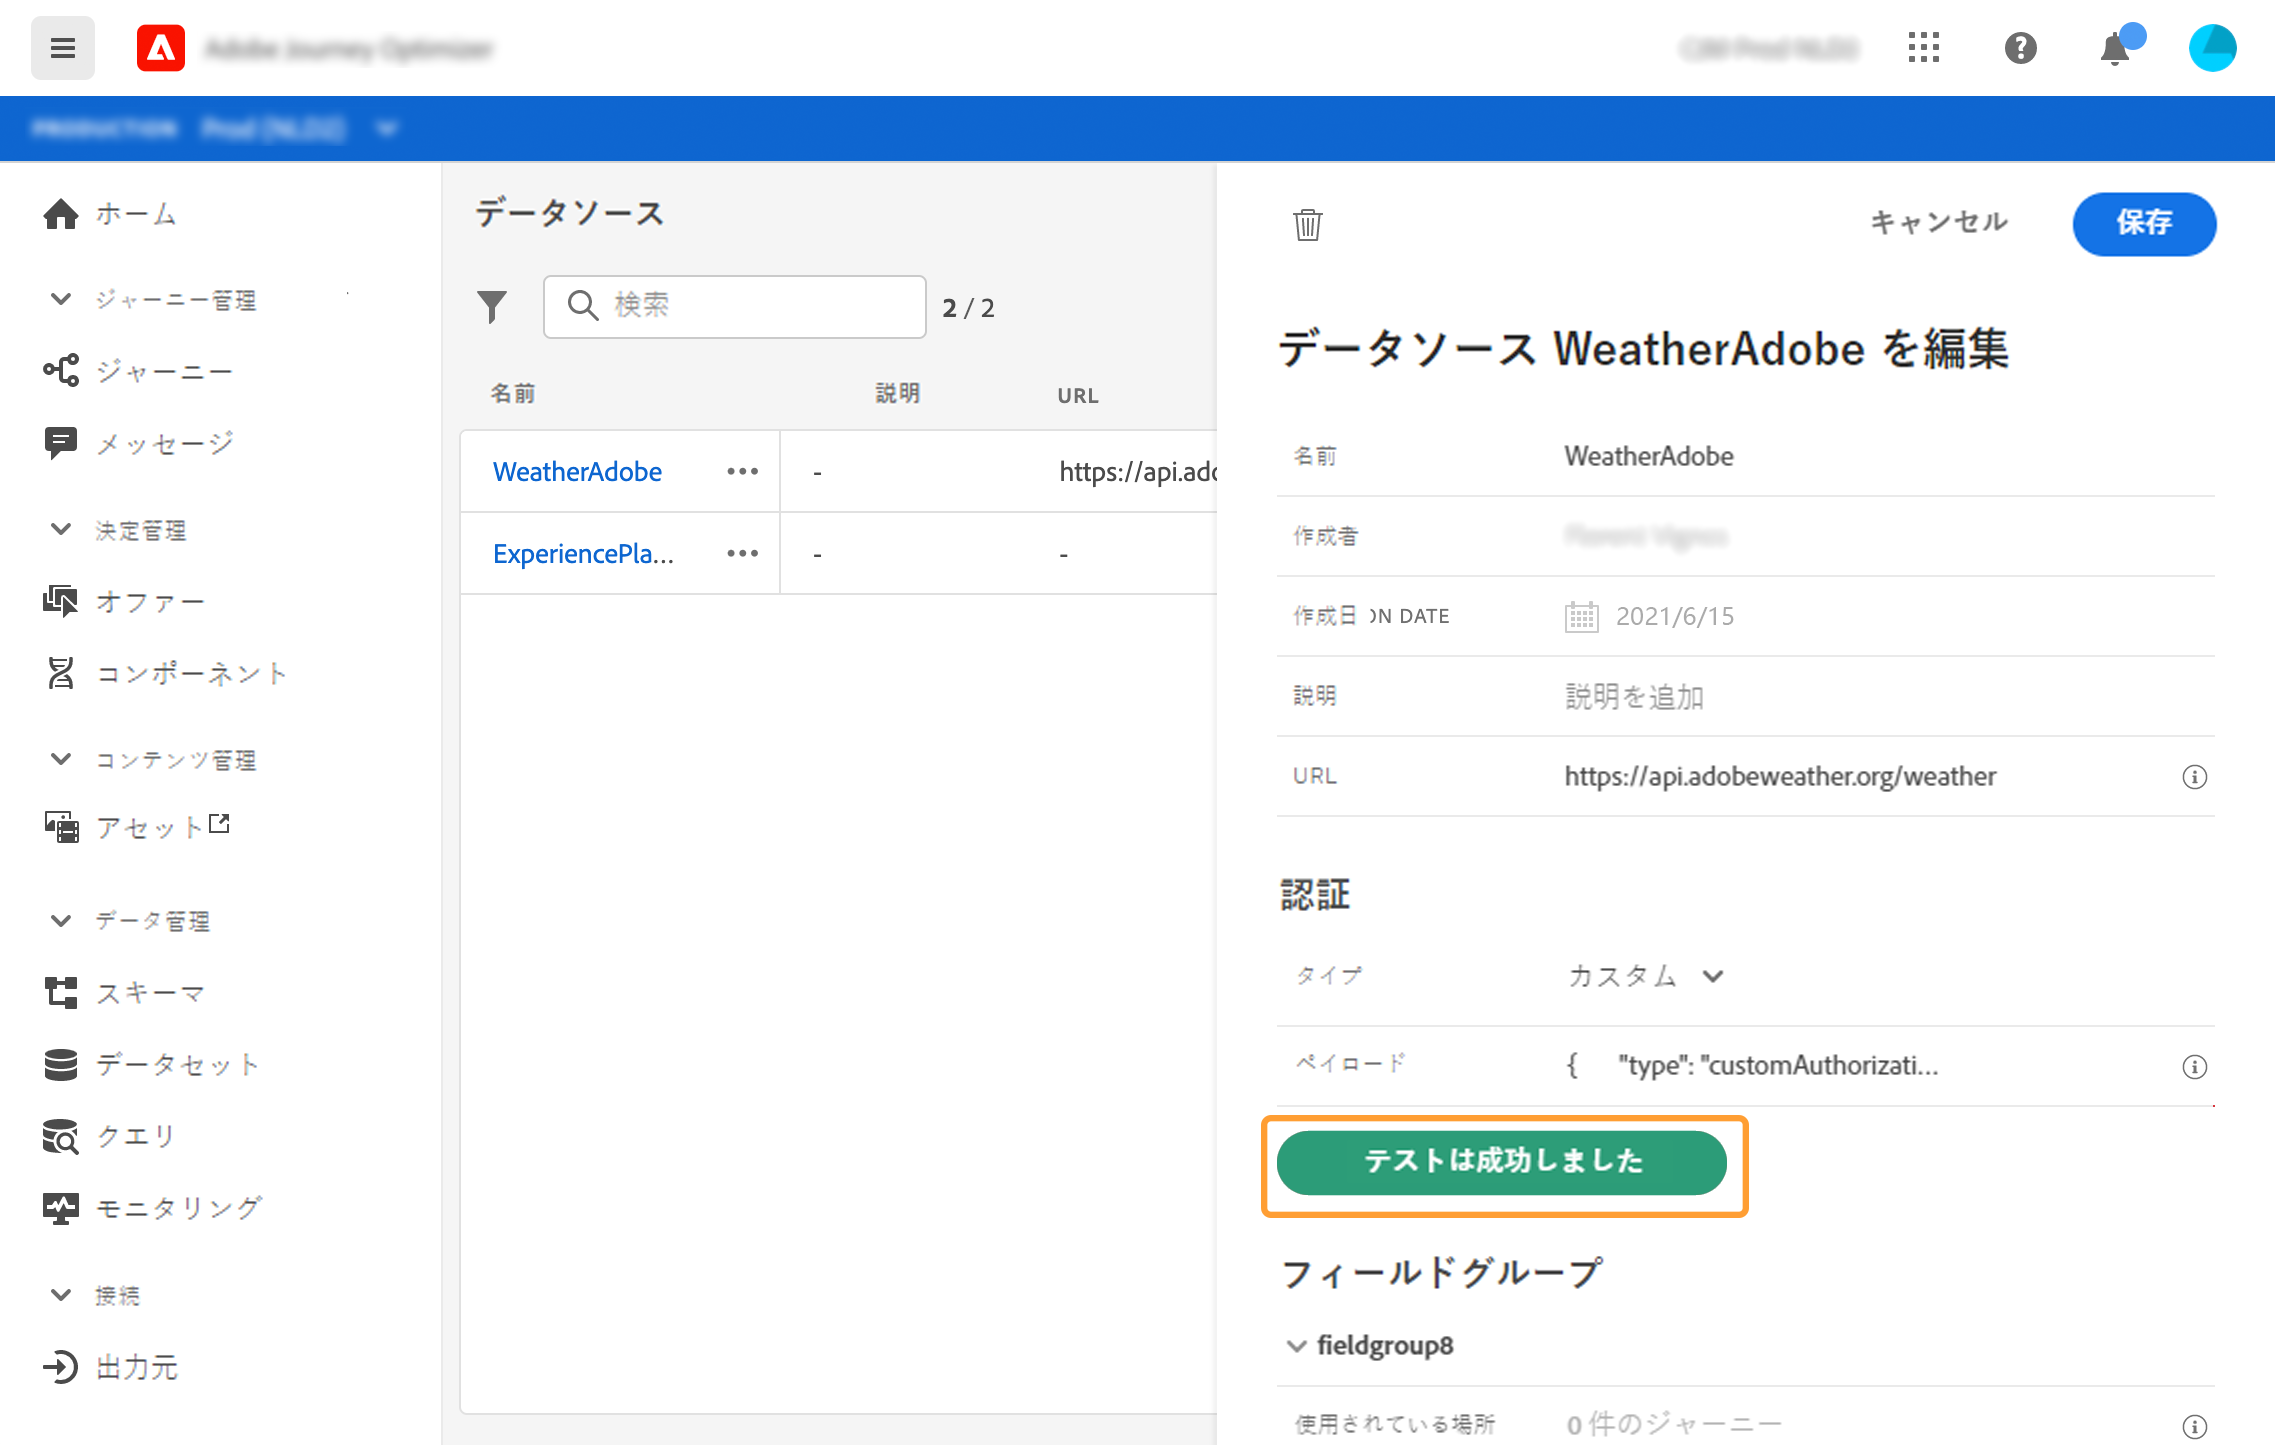 ホーム
ジャーニー管理
ジャーニー
メッセージ
決定管理
オファー
コンポーネント
コンテンツ管理
アセット
データ管理
スキーマ
データセット
クエリ
モニタリング
接続
出力元
データソース
検索
2 / 2
名前 説明 URL
WeatherAdobe ••• - https://api.adc
ExperiencePla... ••• - -
キャンセル 保存
データソース WeatherAdobe を編集
名前 WeatherAdobe
作成者
作成日 ON DATE 2021/6/15
説明 説明を追加
URL https://api.adobeweather.org/weather
認証
タイプ カスタム
ペイロード { "type": "customAuthorizati...
テストは成功しました
フィールドグループ
fieldgroup8
使用されている場所 0 件のジャーニー